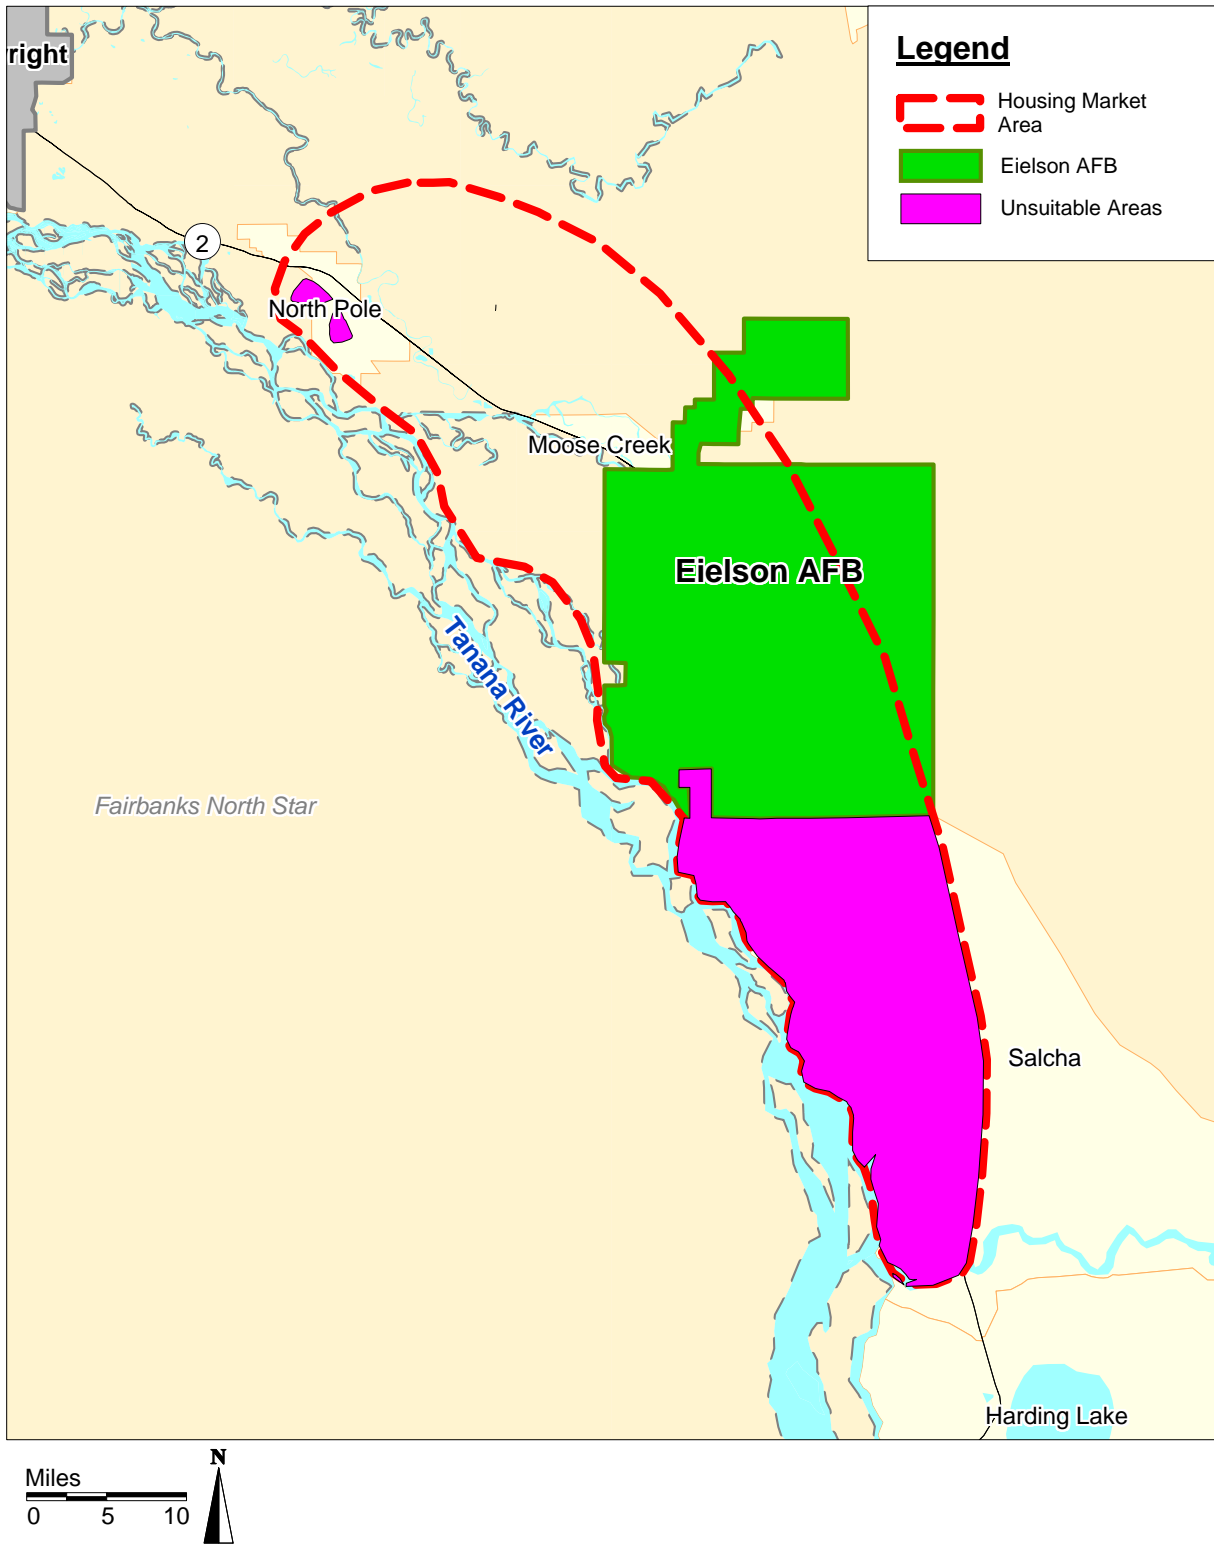 right
Legend
Housing Market
Area
Eielson AFB
Unsuitable Areas
2
North Pole
Moose Creek
Eielson AFB
Tanana River
Fairbanks North Star
Salcha
Harding Lake
Miles
0 5 10
N